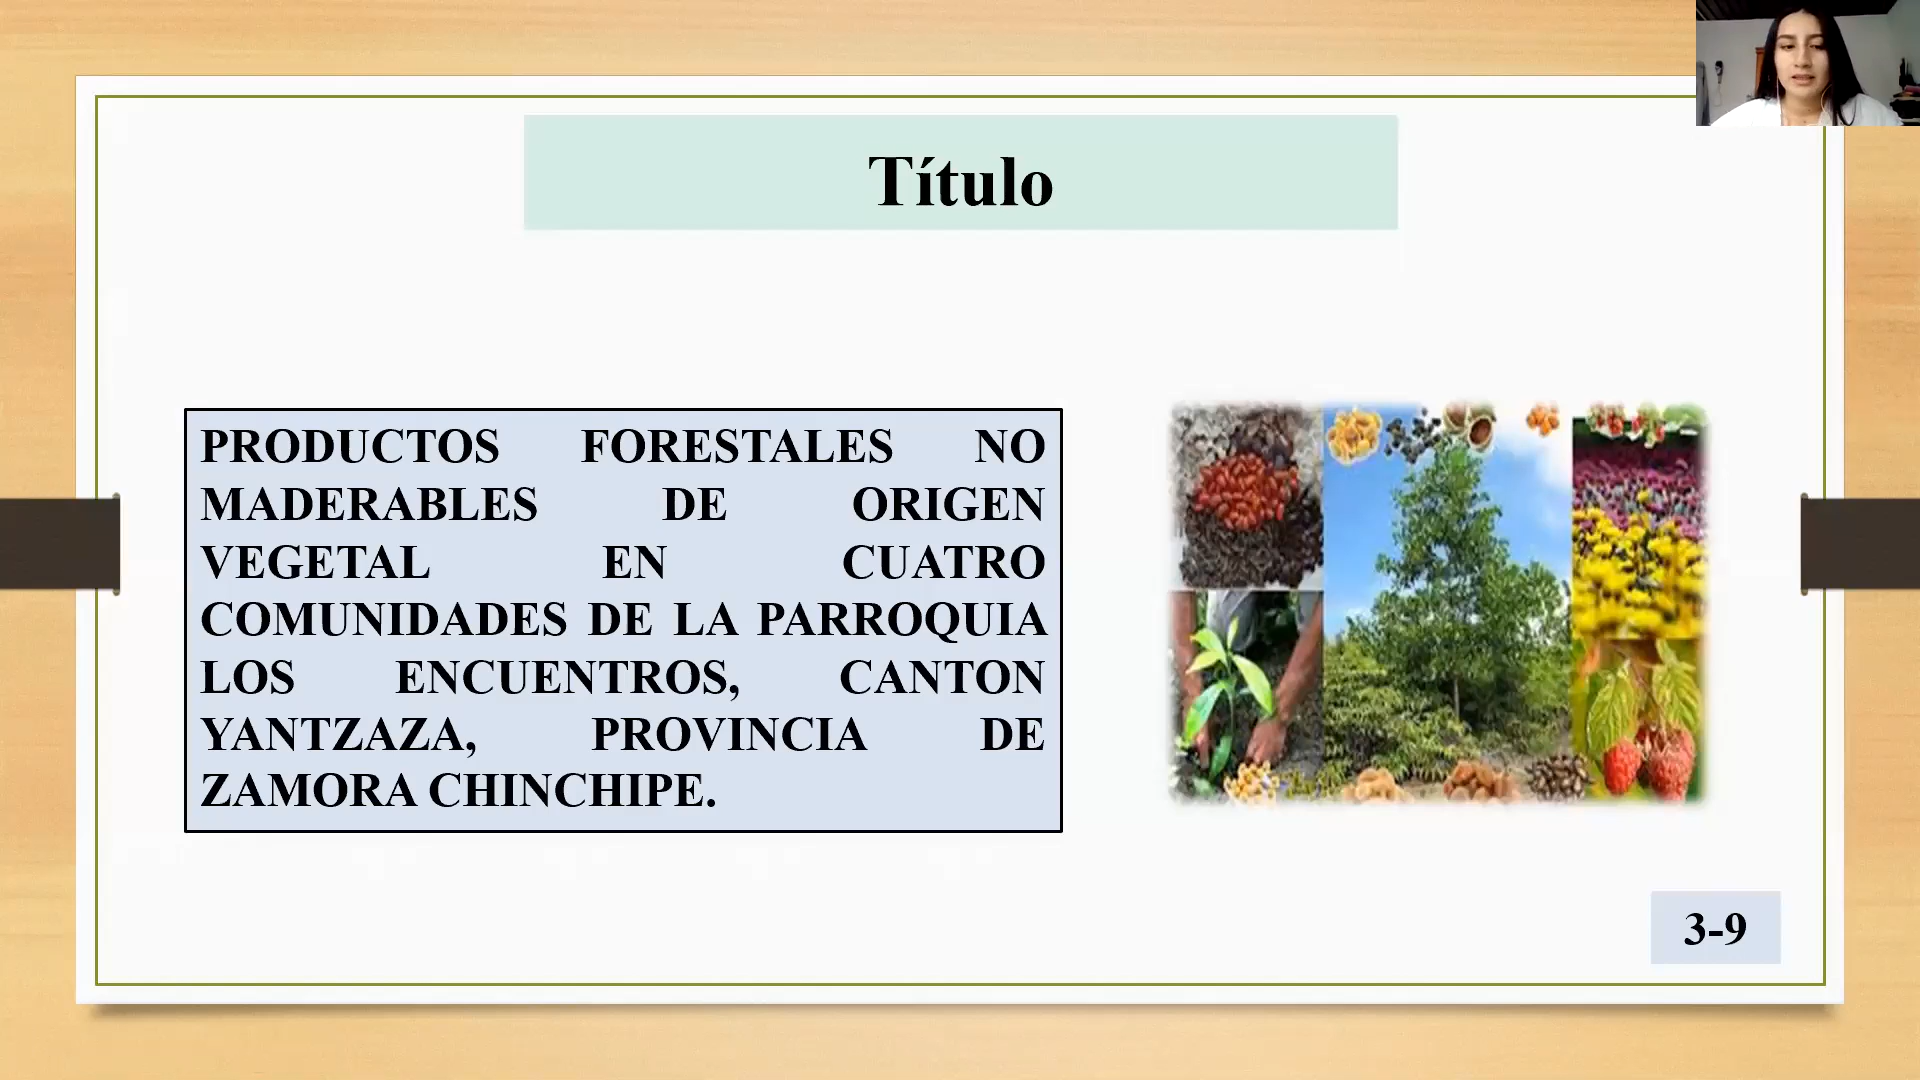 Título
PRODUCTOS FORESTALES NO
MADERABLES DE ORIGEN
VEGETAL EN CUATRO
COMUNIDADES DE LA PARROQUIA
LOS ENCUENTROS, CANTON
YANTZAZA, PROVINCIA DE
ZAMORA CHINCHIPE.
3-9